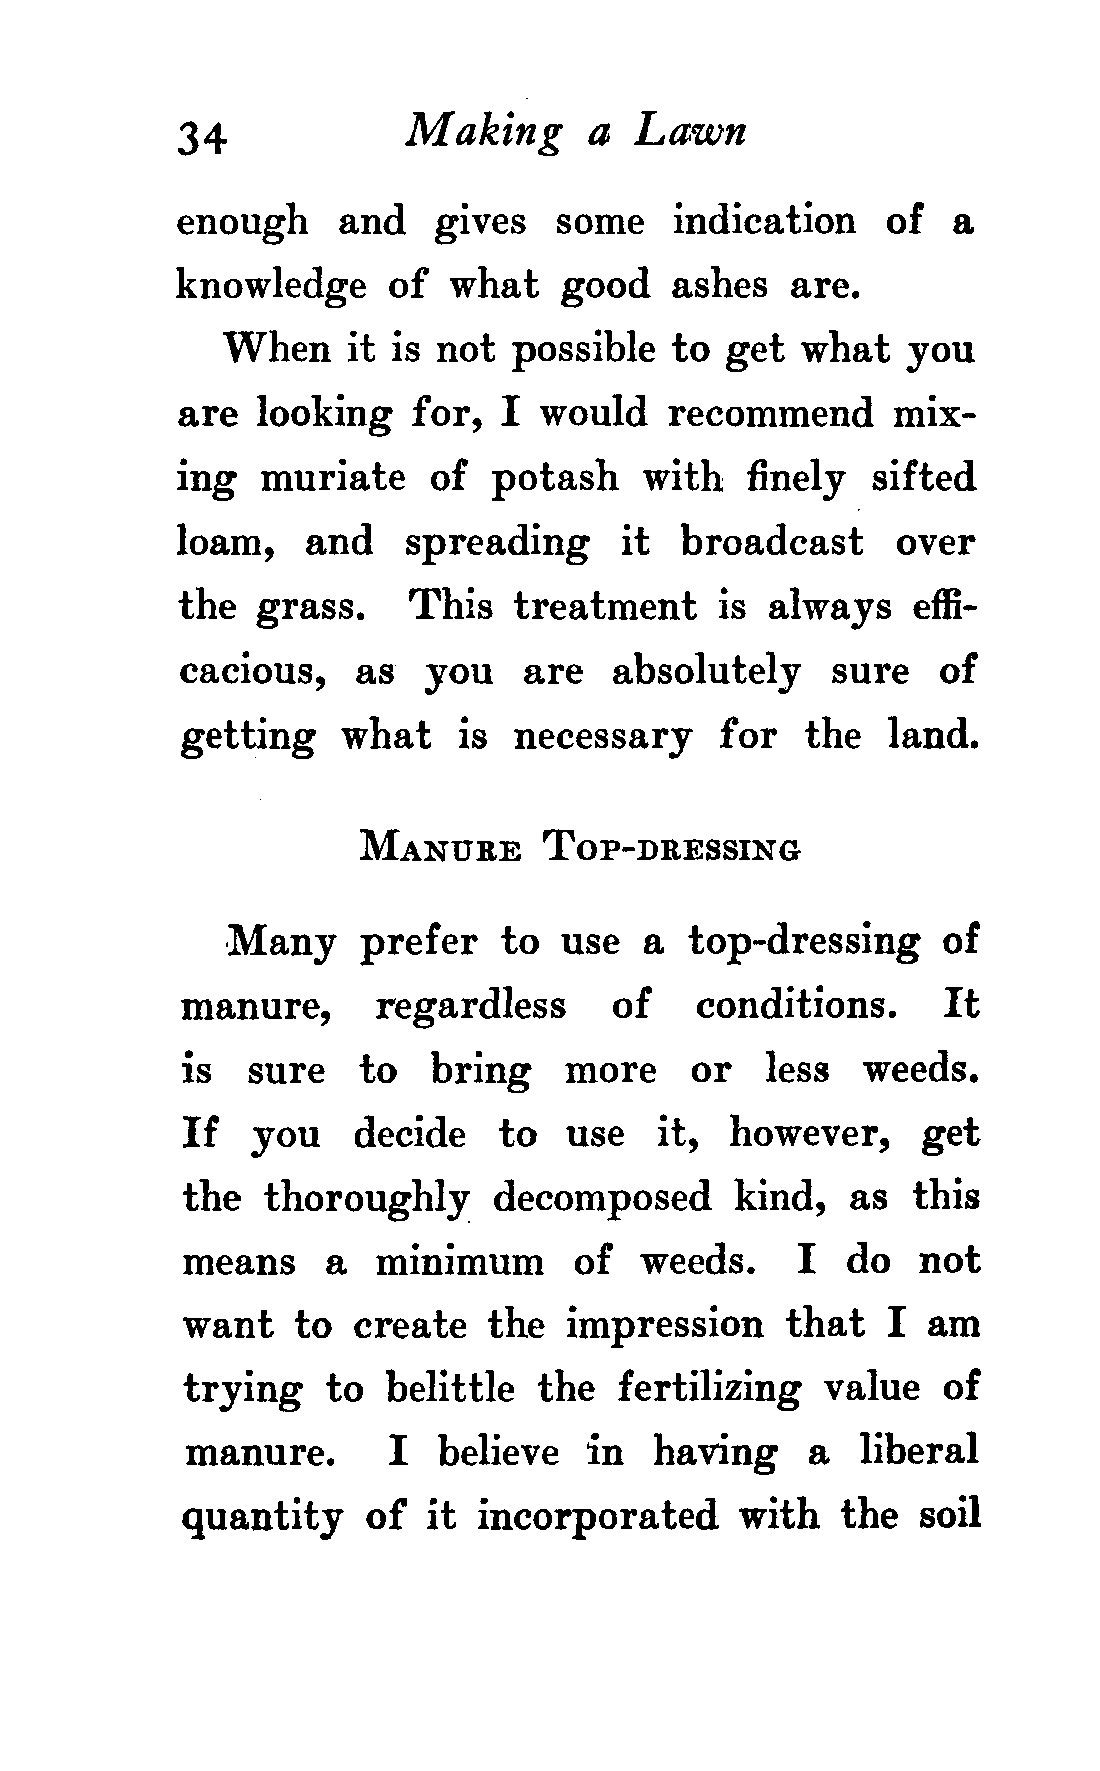 34 Making a Lawn
enough and gives some indication of a
knowledge of what good ashes are.
When it is not possible to get what you
are looking for, I would recommend mix-
ing muriate of potash with finely sifted
loam, and spreading it broadcast over
the grass. This treatment is always effi-
cacious, as you are absolutely sure of
getting what is necessary for the land.
MANURE TOP-DRESSING
Many prefer to use a top-dressing of
manure, regardless of conditions. It
is sure to bring more or less weeds.
If you decide to use it, however, get
the thoroughly decomposed kind, as this
means a minimum of weeds. I do not
want to create the impression that I am
trying to belittle the fertilizing value of
manure. I believe in having a liberal
quantity of it incorporated with the soil